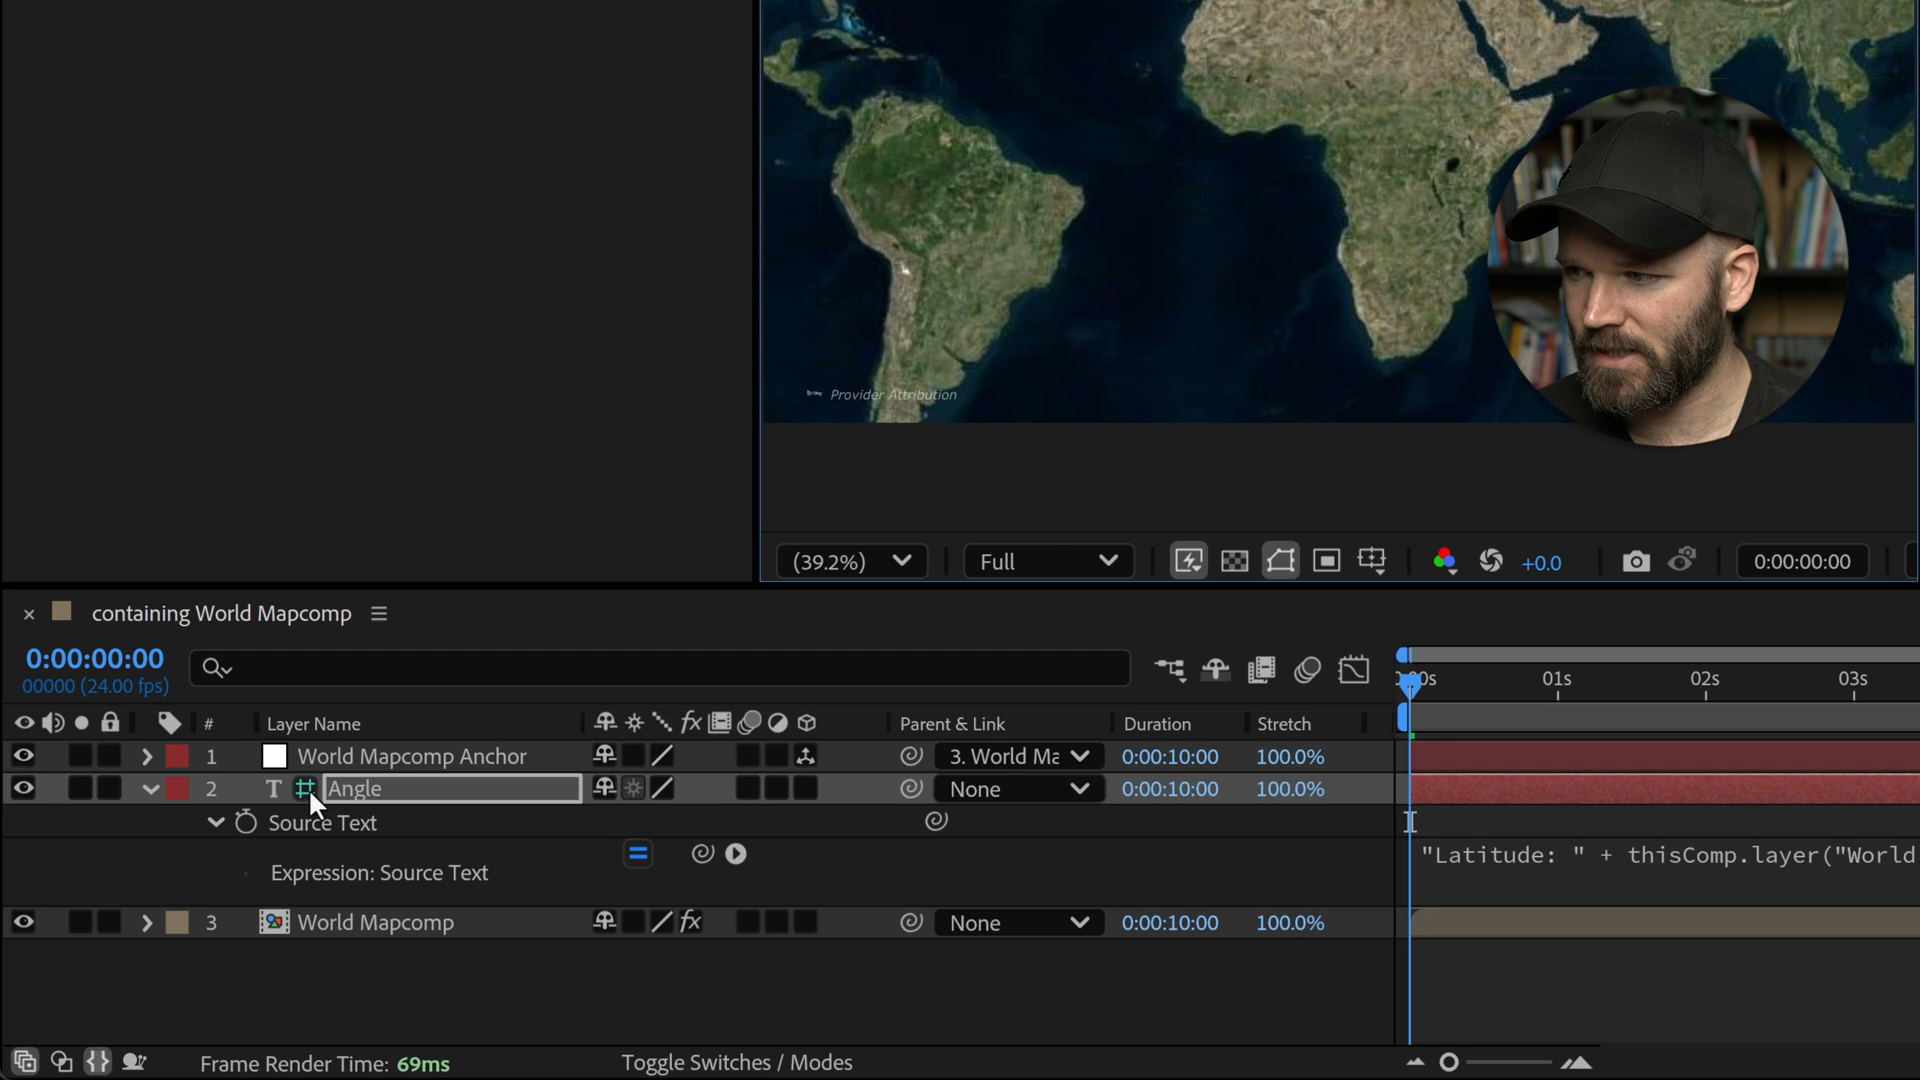 Provider Attribution
(39.2%)
Full
+0.0
0:00:00:00
× containing World Mapcomp
0:00:00:00
00000 (24.00 fps)
:00s 01s 02s 03s
# Layer Name fx Parent & Link Duration Stretch
1 World Mapcomp Anchor 3. World Ma 0:00:10:00 100.0%
2 T Angle None 0:00:10:00 100.0%
Source Text
Expression: Source Text
"Latitude: " + thisComp.layer("World
3 World Mapcomp fx None 0:00:10:00 100.0%
Frame Render Time: 69ms
Toggle Switches / Modes